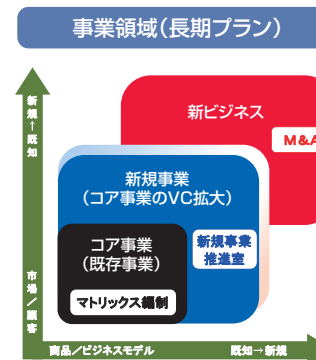 事業領域（長期プラン）
新規↑既知
新ビジネス
M&A
新規事業
（コア事業のVC拡大）
コア事業
（既存事業）
新規事業
推進室
マトリックス編制
市場／顧客
商品／ビジネスモデル
既知→新規